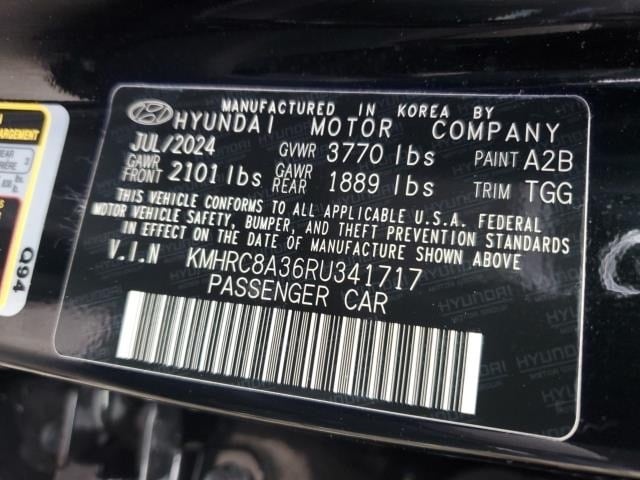 MANUFACTURED IN KOREA BY
HYUNDAI MOTOR COMPANY
JUL/2024 GVWR 3770 lbs PAINT A2B
GAWR FRONT 2101 lbs GAWR REAR 1889 lbs TRIM TGG
THIS VEHICLE CONFORMS TO ALL APPLICABLE U.S.A. FEDERAL
MOTOR VEHICLE SAFETY, BUMPER, AND THEFT PREVENTION STANDARDS
IN EFFECT ON THE DATE OF MANUFACTURE SHOWN ABOVE
V.I.N KMHRC8A36RU341717
PASSENGER CAR
Q94